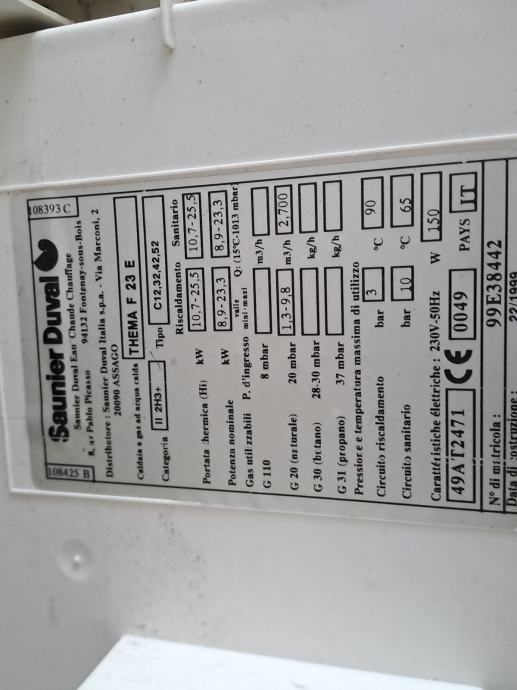 108425 B
108393 C
Saunier Duval
Saunier Duval Eau Chaude Chauffage
8, av Pablo Picasso 94132 Fontenay-sous-Bois
Distributore : Saunier Duval Italia s.p.a. - Via Marconi, 2
20090 ASSAGO
Caldaia a gas ad acqua calda THEMA F 23 E
Categoria II 2H3+ Tipo C12,32,42,52
Riscaldamento Sanitario
Portata thermica (Hi) kW 10,7-25,5 10,7-25,5
Potenza nominale kW 8,9-23,3 8,9-23,3
Gas utilizzabili P. d'ingresso valle mini-maxi Q: (15°C-1013 mbar)
G 110 8 mbar m3/h
G 20 (naturale) 20 mbar 1,3-9,8 m3/h 2,700
G 30 (butano) 28-30 mbar kg/h
G 31 (propano) 37 mbar kg/h
Pressione e temperatura massima di utilizzo
Circuito riscaldamento bar 3 °C 90
Circuito sanitario bar 10 °C 65
Caratteristiche élettriche : 230V-50Hz W 150
49AT2471 CE 0049 PAYS IT
N° di matricola : 99E38442
Data di costruzione : 22/1999